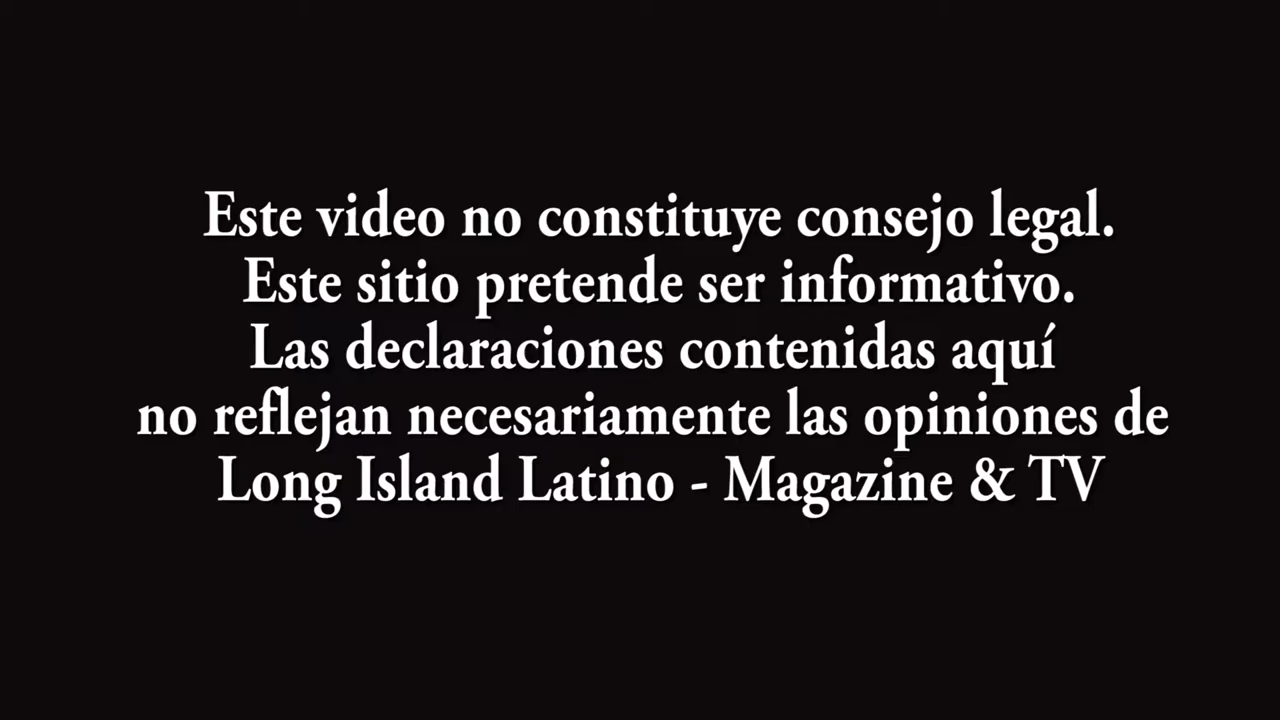 Este video no constituye consejo legal.
Este sitio pretende ser informativo.
Las declaraciones contenidas aquí
no reflejan necesariamente las opiniones de
Long Island Latino - Magazine & TV